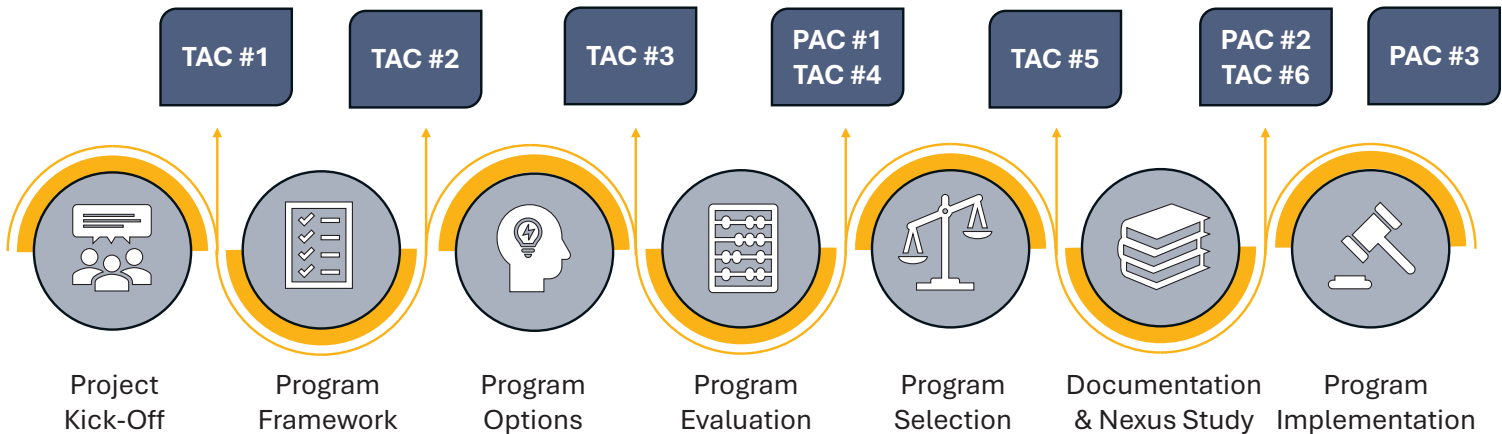 TAC #1
TAC #2
TAC #3
PAC #1
TAC #4
TAC #5
PAC #2
TAC #6
PAC #3
Project
Kick-Off
Program
Framework
Program
Options
Program
Evaluation
Program
Selection
Documentation
& Nexus Study
Program
Implementation